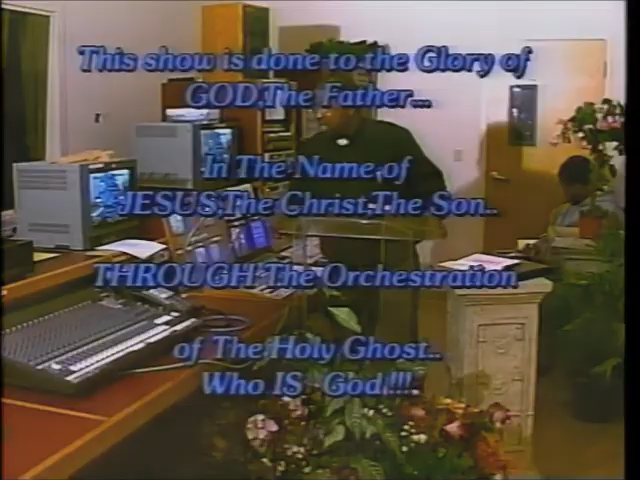 This show is done to the Glory of
GOD,The Father...
In The Name of
JESUS,The Christ,The Son..
THROUGH The Orchestration
of The Holy Ghost..
Who IS God,!!!.